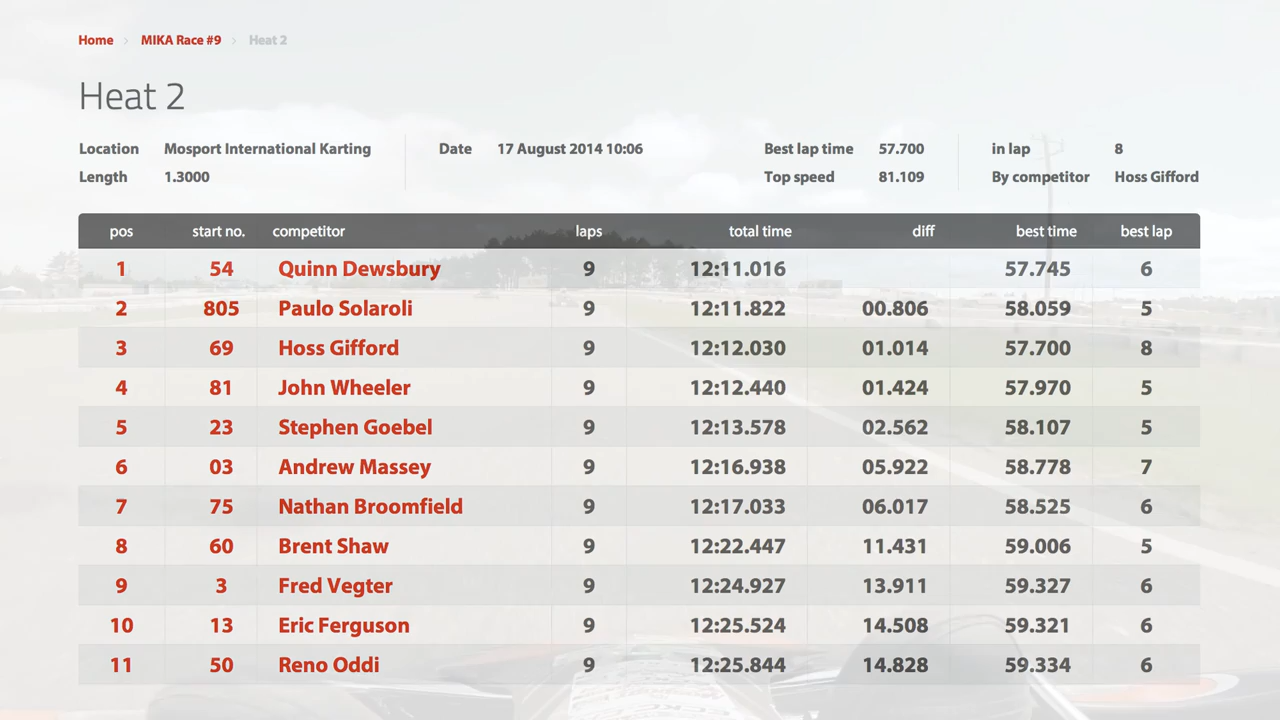 Home > MIKA Race #9 > Heat 2
Heat 2
Location Mosport International Karting Date 17 August 2014 10:06 Best lap time 57.700 in lap 8
Length 1.3000 Top speed 81.109 By competitor Hoss Gifford
pos start no. competitor laps total time diff best time best lap
1 54 Quinn Dewsbury 9 12:11.016 57.745 6
2 805 Paulo Solaroli 9 12:11.822 00.806 58.059 5
3 69 Hoss Gifford 9 12:12.030 01.014 57.700 8
4 81 John Wheeler 9 12:12.440 01.424 57.970 5
5 23 Stephen Goebel 9 12:13.578 02.562 58.107 5
6 03 Andrew Massey 9 12:16.938 05.922 58.778 7
7 75 Nathan Broomfield 9 12:17.033 06.017 58.525 6
8 60 Brent Shaw 9 12:22.447 11.431 59.006 5
9 3 Fred Vegter 9 12:24.927 13.911 59.327 6
10 13 Eric Ferguson 9 12:25.524 14.508 59.321 6
11 50 Reno Oddi 9 12:25.844 14.828 59.334 6